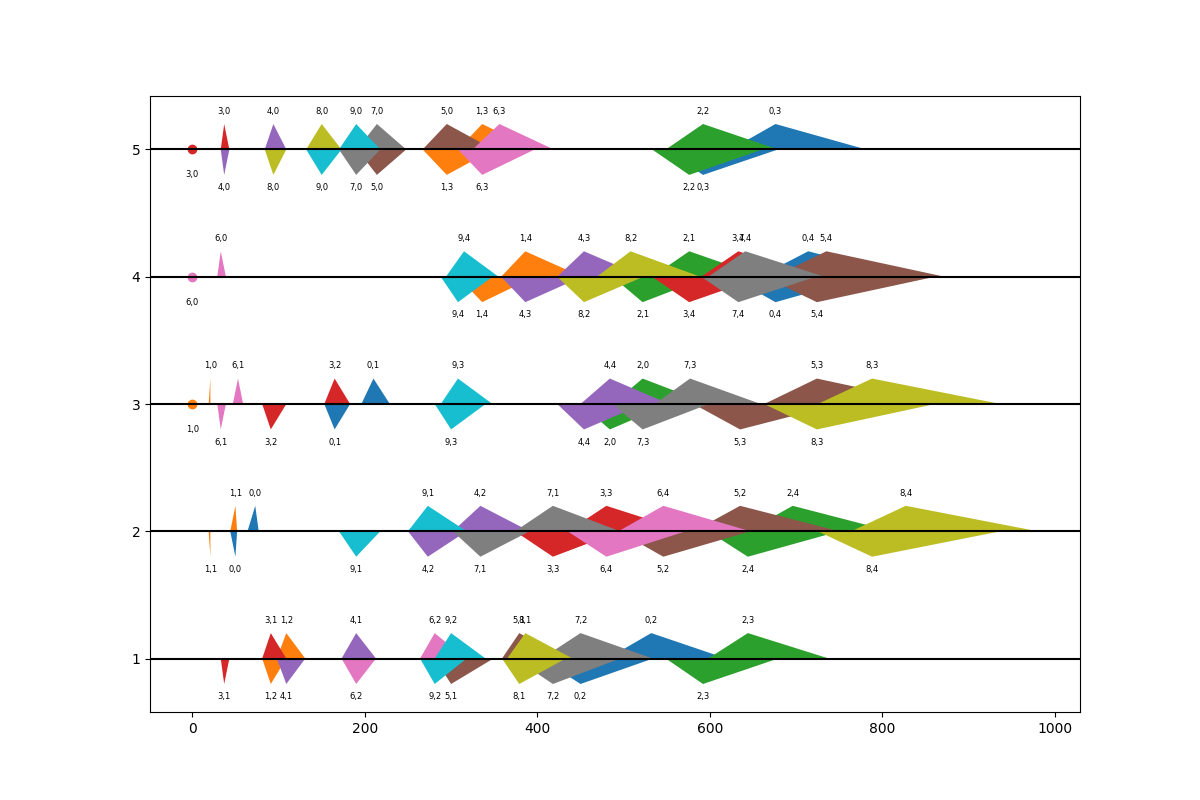 3,0 4,0 8,0 9,0 7,0 5,0 1,3 6,3 2,2 0,3
5
3,0 4,0 8,0 9,0 7,0 5,0 1,3 6,3 2,2 0,3
6,0 9,4 1,4 4,3 8,2 2,1 3,4 7,4 0,4 5,4
4
6,0 9,4 1,4 4,3 8,2 2,1 3,4 7,4 0,4 5,4
1,0 6,1 3,2 0,1 9,3 4,4 2,0 7,3 5,3 8,3
3
1,0 6,1 3,2 0,1 9,3 4,4 2,0 7,3 5,3 8,3
1,1 0,0 9,1 4,2 7,1 3,3 6,4 5,2 2,4 8,4
2
1,1 0,0 9,1 4,2 7,1 3,3 6,4 5,2 2,4 8,4
3,1 1,2 4,1 6,2 9,2 5,1 8,1 7,2 0,2 2,3
1
3,1 1,2 4,1 6,2 9,2 5,1 8,1 7,2 0,2 2,3
0 200 400 600 800 1000